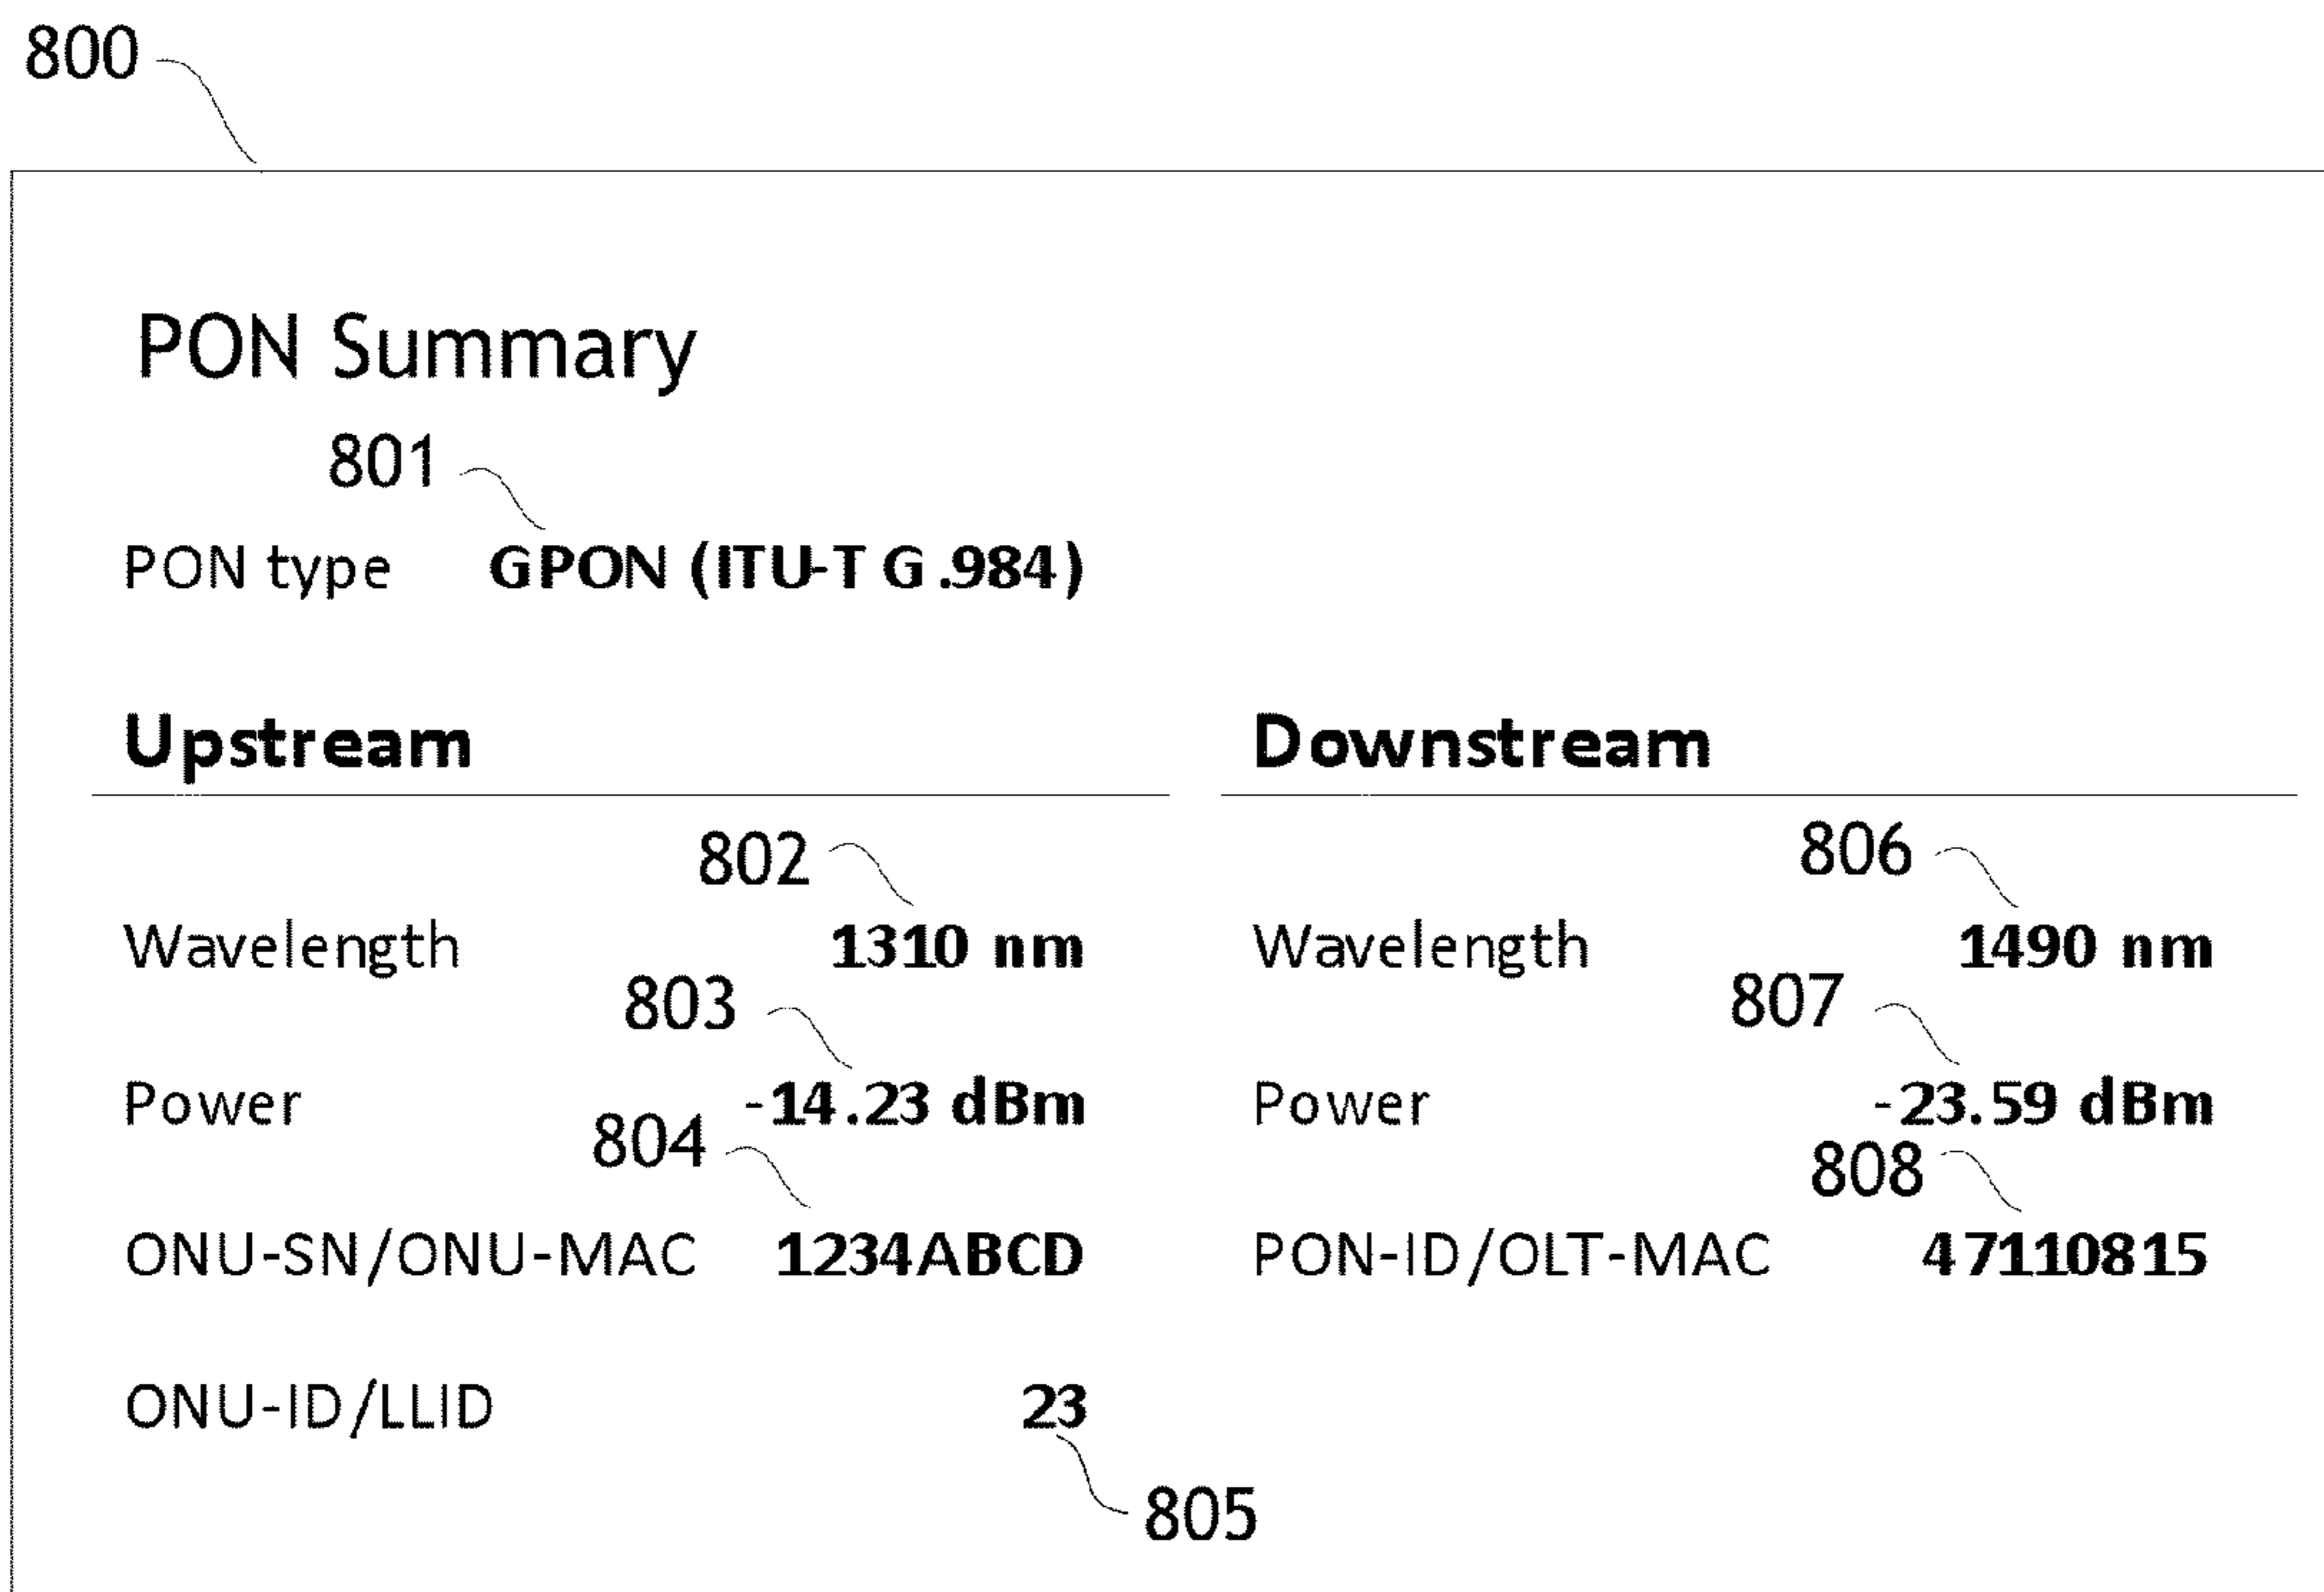 800
PON Summary
801
PON type GPON (ITU-T G.984)
Upstream Downstream
802 806
Wavelength 1310 nm Wavelength 1490 nm
803 807
Power -14.23 dBm Power -23.59 dBm
804 808
ONU-SN/ONU-MAC 1234ABCD PON-ID/OLT-MAC 47110815
ONU-ID/LLID 23
805